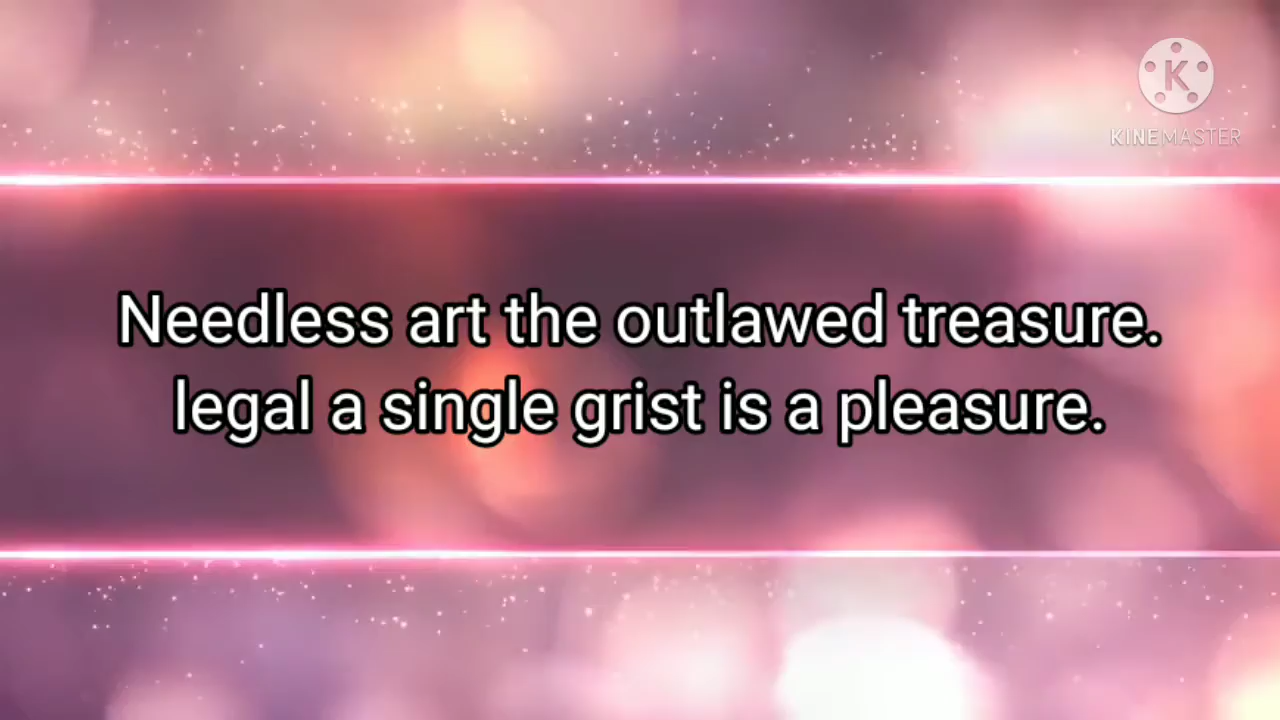 K
KINEMASTER
Needless art the outlawed treasure.
legal a single grist is a pleasure.